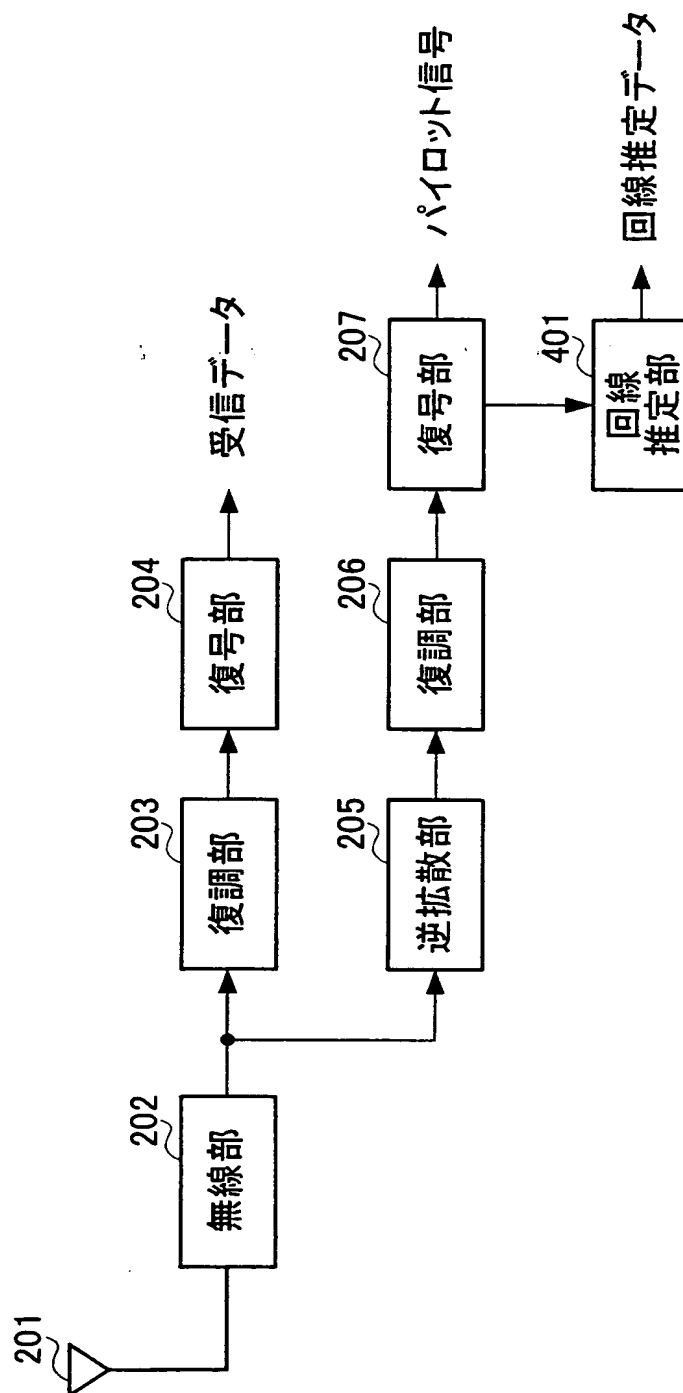 201
202
無線部
203
復調部
204
復号部
受信データ
205
逆拡散部
206
復調部
207
復号部
パイロット信号
401
回線
推定部
回線推定データ